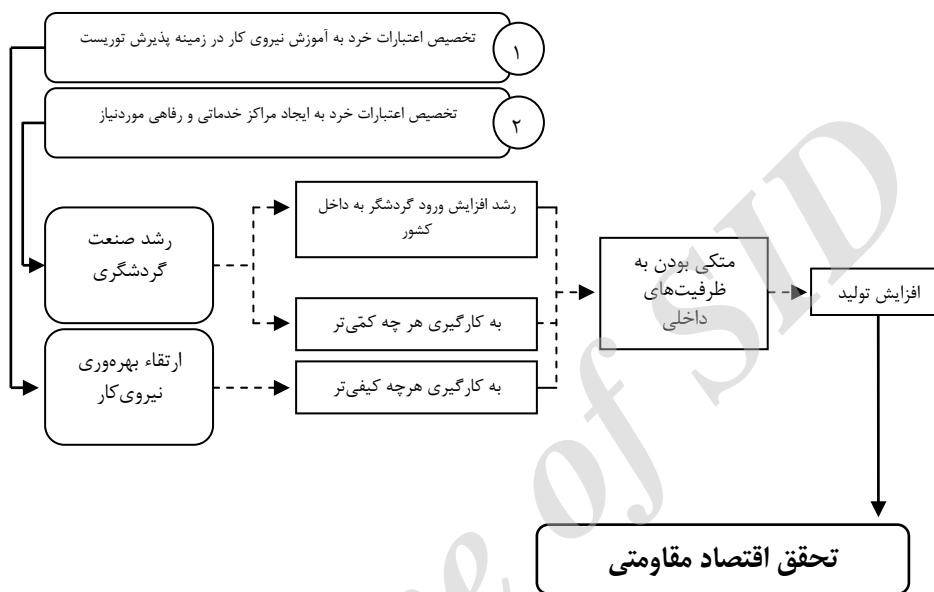 تخصیص اعتبارات خرد به آموزش نیروی کار در زمینه پذیرش توریست
۱
تخصیص اعتبارات خرد به ایجاد مراکز خدماتی و رفاهی موردنیاز
۲
رشد صنعت
گردشگری
رشد افزایش ورود گردشگر به داخل
کشور
به کارگیری هر چه کمّی‌تر
ارتقاء بهره‌وری
نیروی‌کار
به کارگیری هرچه کیفی‌تر
متکی بودن به
ظرفیت‌های
داخلی
افزایش تولید
تحقق اقتصاد مقاومتی
e of SID